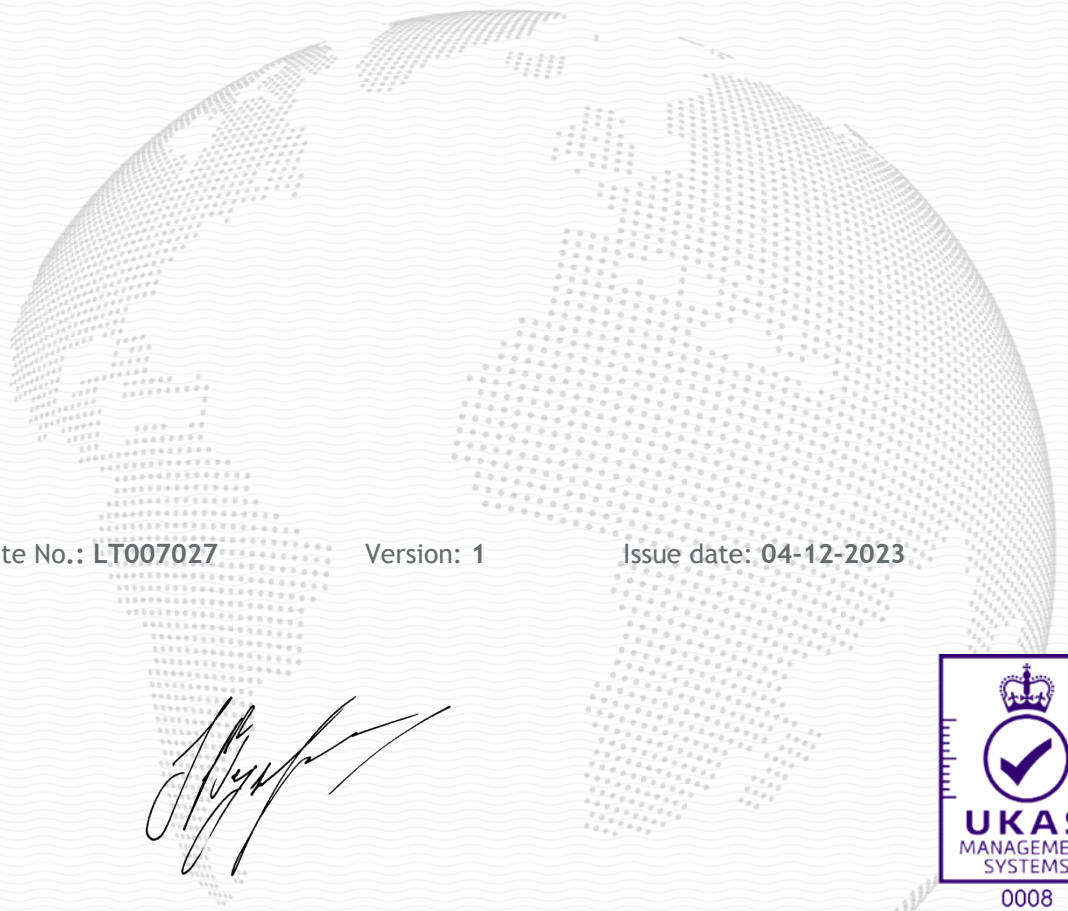 te No.: LT007027 Version: 1 Issue date: 04-12-2023
UKAS
MANAGEME
SYSTEMS
0008